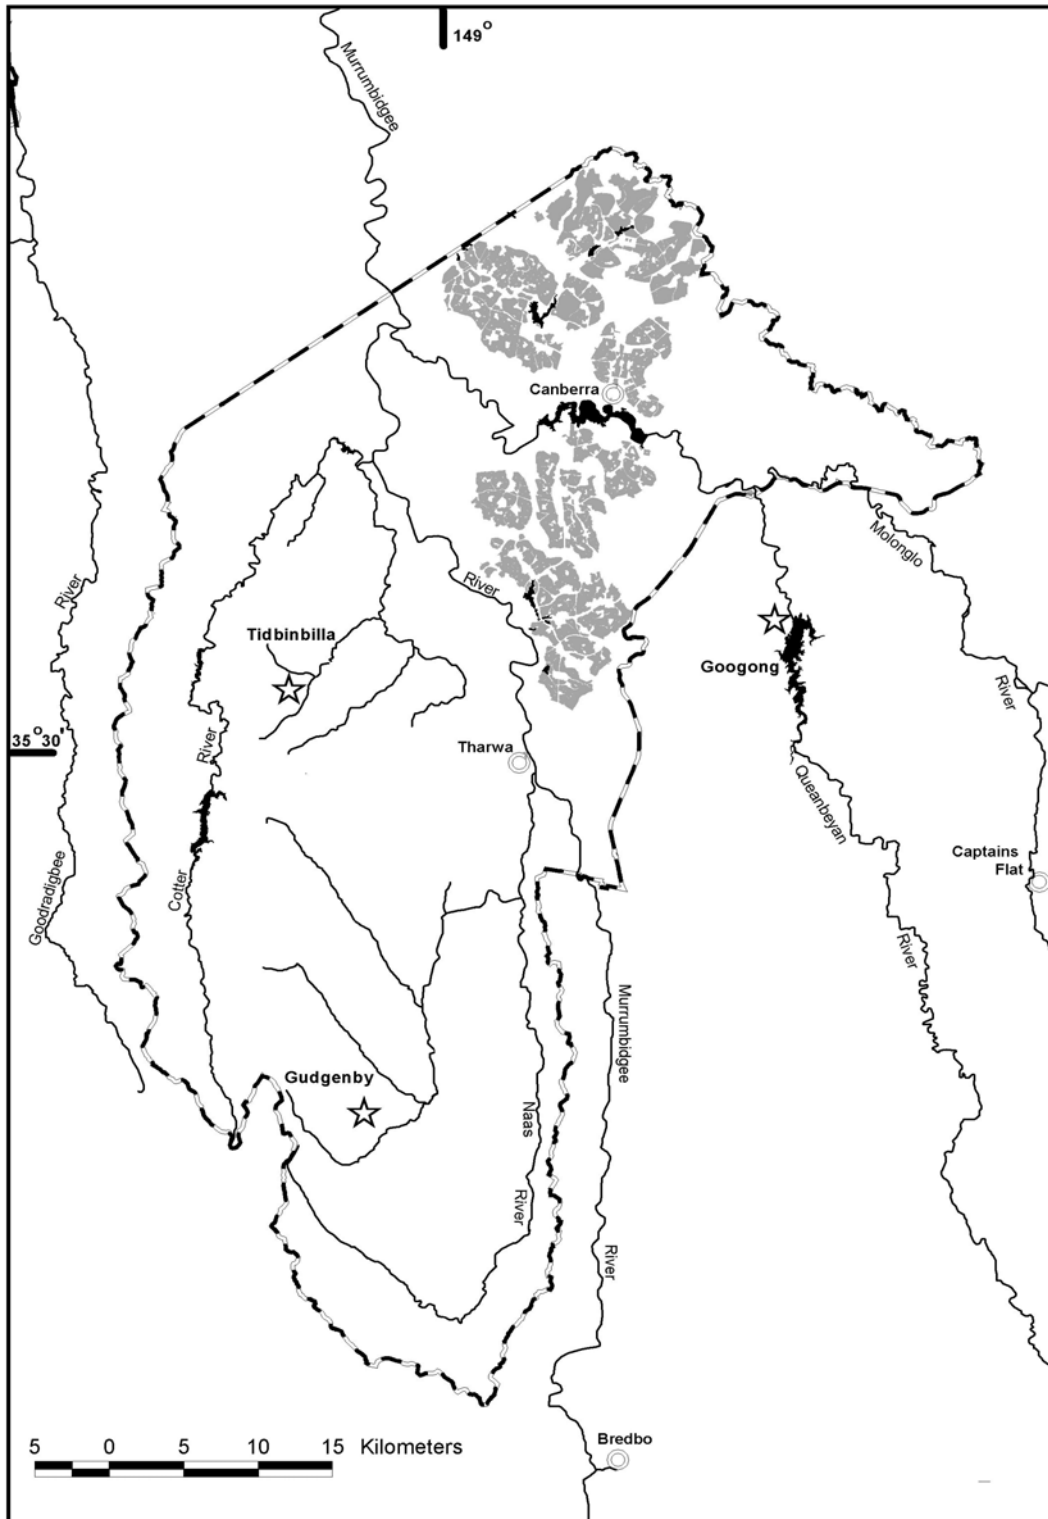 149°
Murrumbidgee
Canberra
River
Molonglo
River
Tidbinbilla
Googong
River
35° 30'
River
Tharwa
Queanbeyan
Captains
Flat
Goodradigbee
Cotter
River
Murrumbidgee
Gudgenby
Naas
River
River
Bredbo
5 0 5 10 15 Kilometers